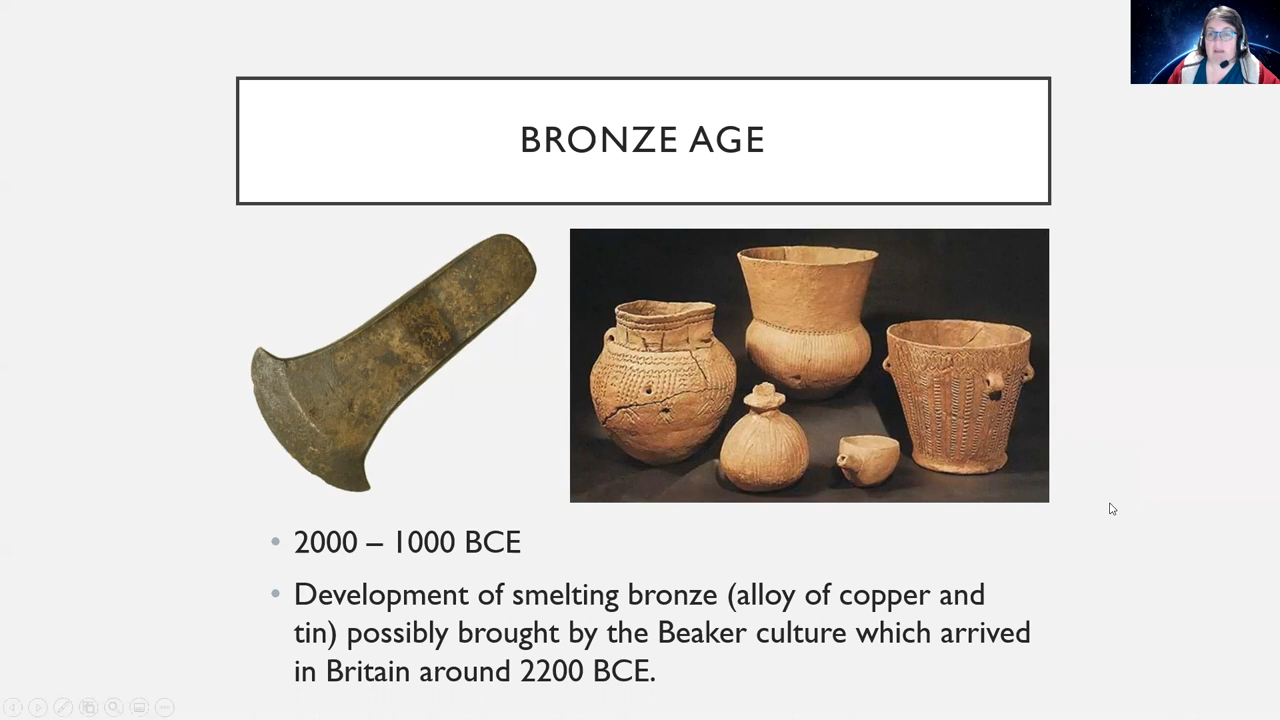 BRONZE AGE
• 2000 – 1000 BCE
• Development of smelting bronze (alloy of copper and
tin) possibly brought by the Beaker culture which arrived
in Britain around 2200 BCE.